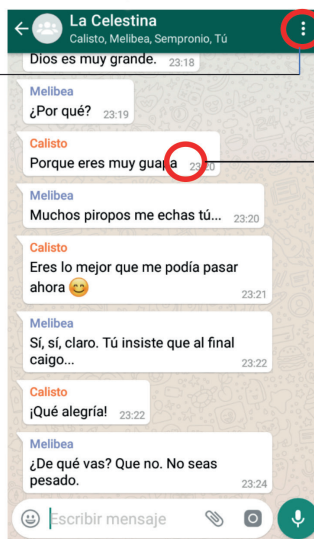 La Celestina
Calisto, Melibea, Sempronio, Tú
Dios es muy grande. 23:18
Melibea
¿Por qué? 23:19
Calisto
Porque eres muy guapa 23:20
Melibea
Muchos piropos me echas tú... 23:20
Calisto
Eres lo mejor que me podía pasar
ahora 😊
23:21
Melibea
Sí, sí, claro. Tú insiste que al final
caigo...
23:22
Calisto
¡Qué alegría! 23:22
Melibea
¿De qué vas? Que no. No seas
pesado.
23:24
Escribir mensaje